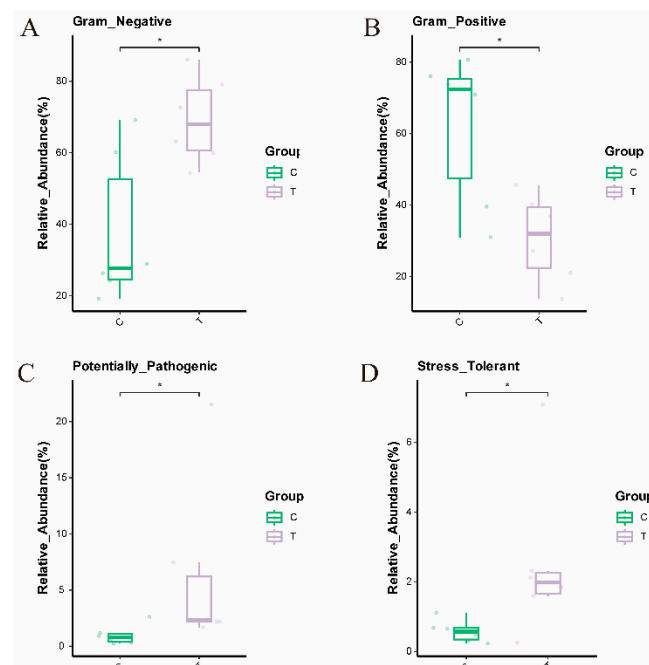 A
Gram_Negative
*
Relative_Abundance(%)
80
60
40
20
C
T
Group
C
T
B
Gram_Positive
*
Relative_Abundance(%)
80
60
40
20
C
T
Group
C
T
C
Potentially_Pathogenic
*
Relative_Abundance(%)
20
15
10
5
0
Group
C
T
D
Stress_Tolerant
*
Relative_Abundance(%)
6
4
2
0
Group
C
T